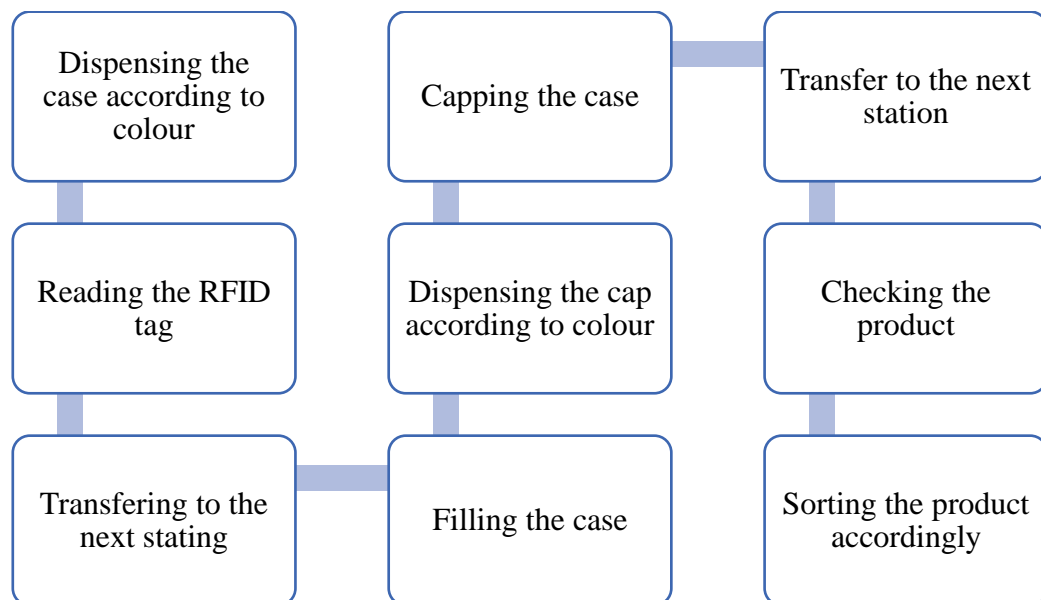 Dispensing the
case according to
colour
Reading the RFID
tag
Transfering to the
next stating
Filling the case
Dispensing the cap
according to colour
Capping the case
Transfer to the next
station
Checking the
product
Sorting the product
accordingly